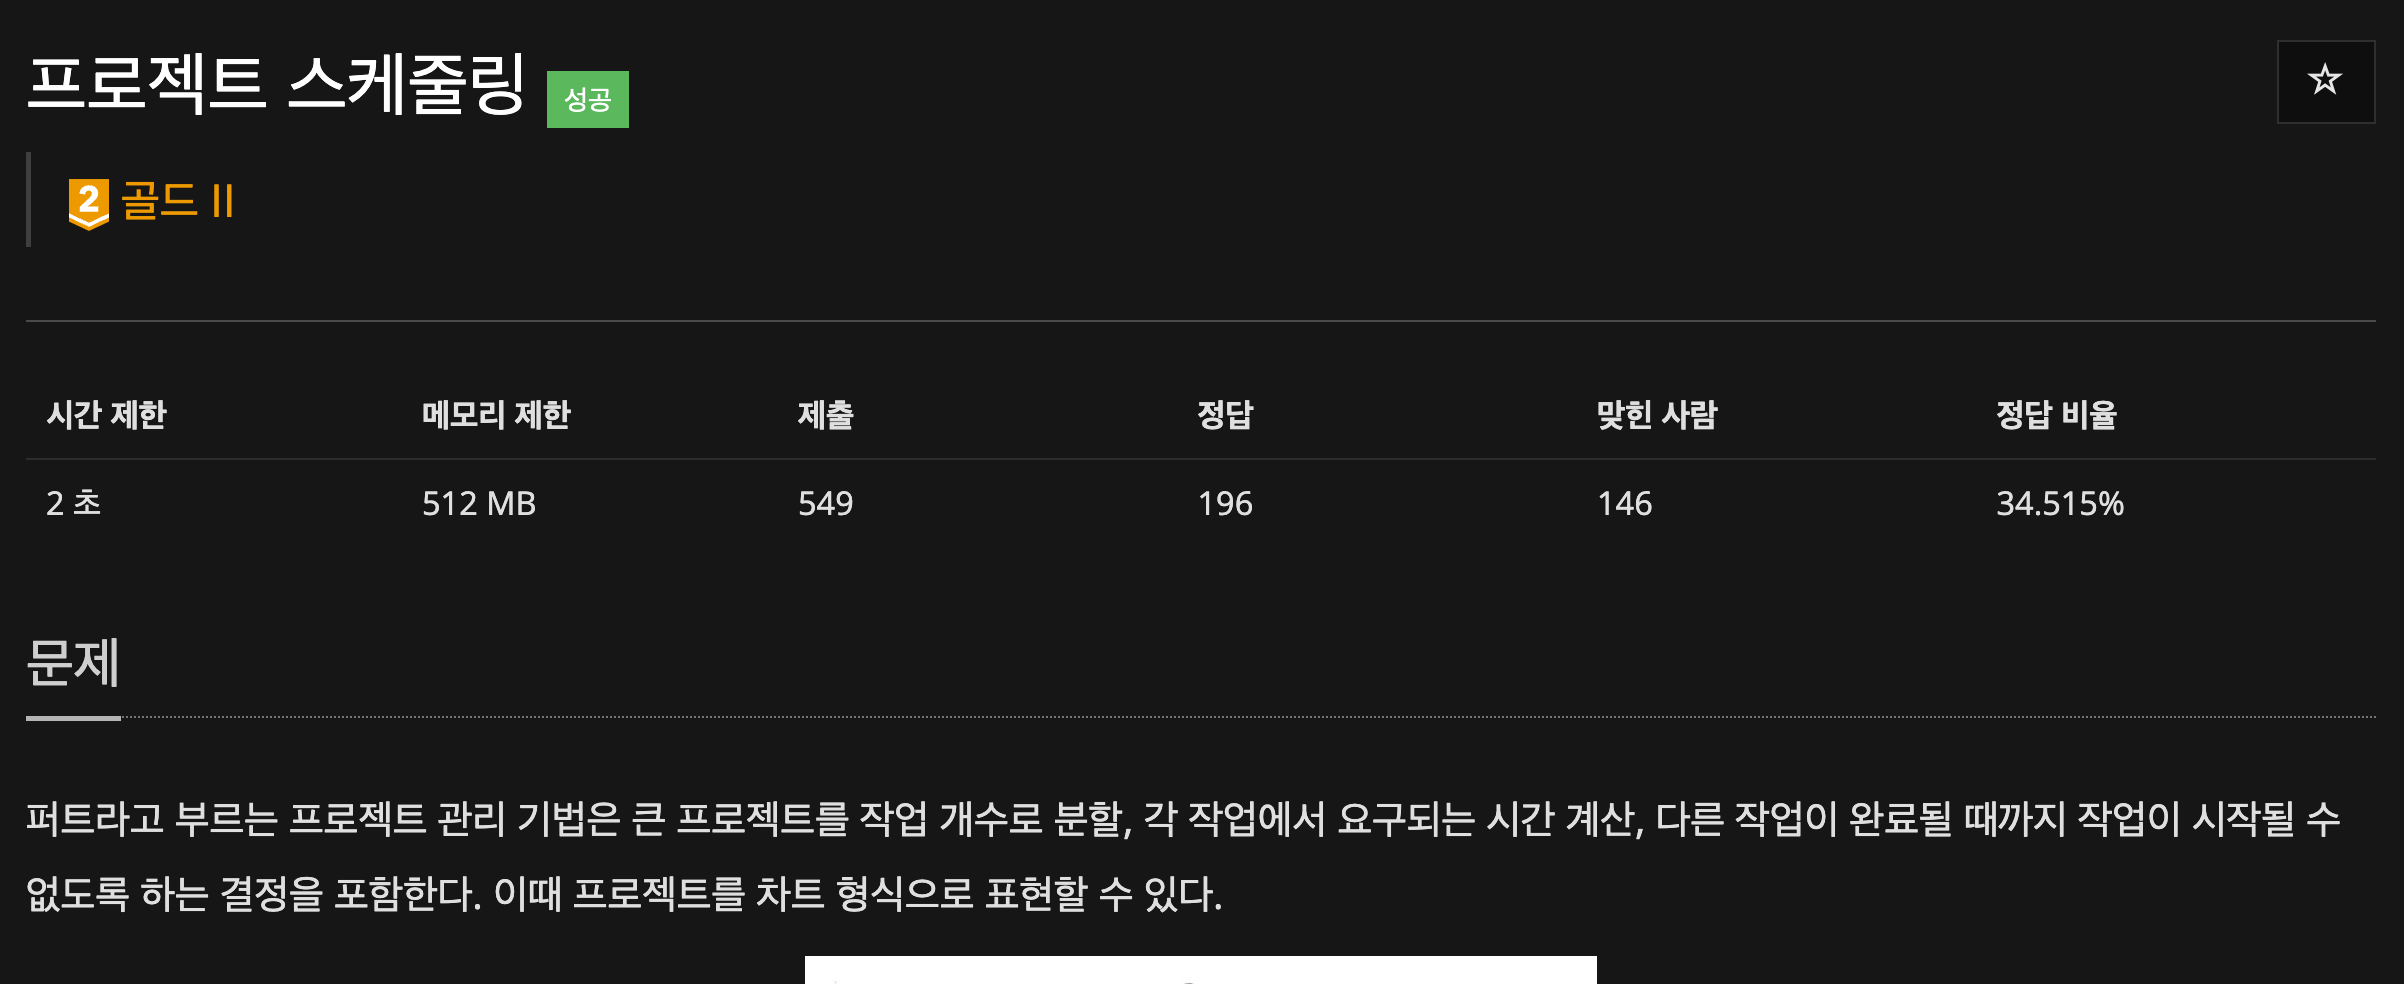 프로젝트 스케줄링 성공
2 골드 II
시간 제한 메모리 제한 제출 정답 맞힌 사람 정답 비율
2 초 512 MB 549 196 146 34.515%
문제
퍼트라고 부르는 프로젝트 관리 기법은 큰 프로젝트를 작업 개수로 분할, 각 작업에서 요구되는 시간 계산, 다른 작업이 완료될 때까지 작업이 시작될 수
없도록 하는 결정을 포함한다. 이때 프로젝트를 차트 형식으로 표현할 수 있다.